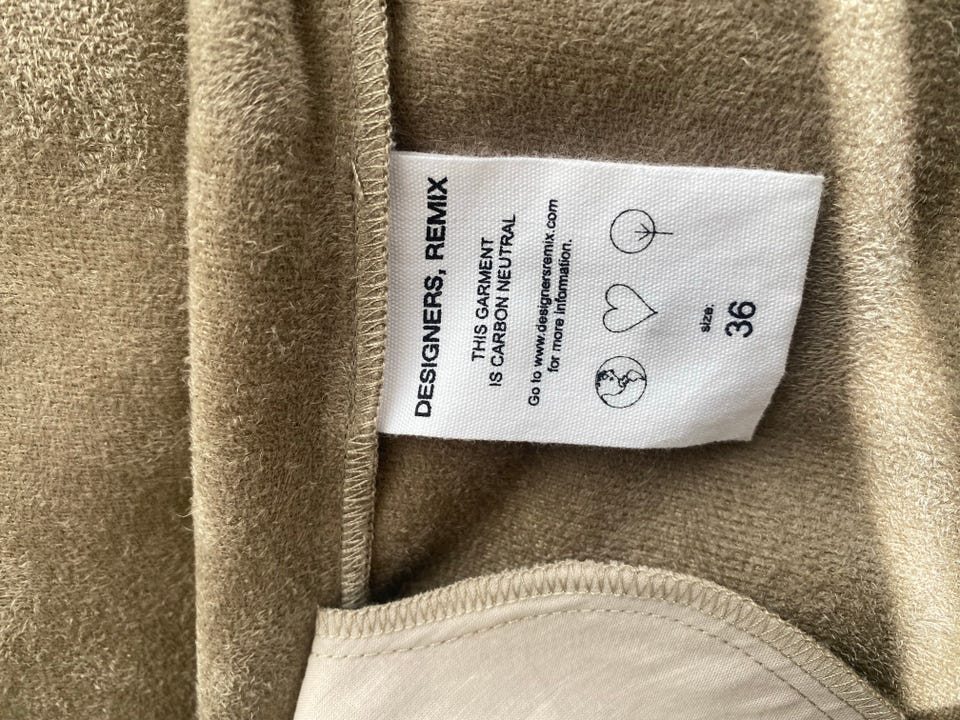 DESIGNERS, REMIX
THIS GARMENT
IS CARBON NEUTRAL
Go to www.designersremix.com
for more information.
size:
36